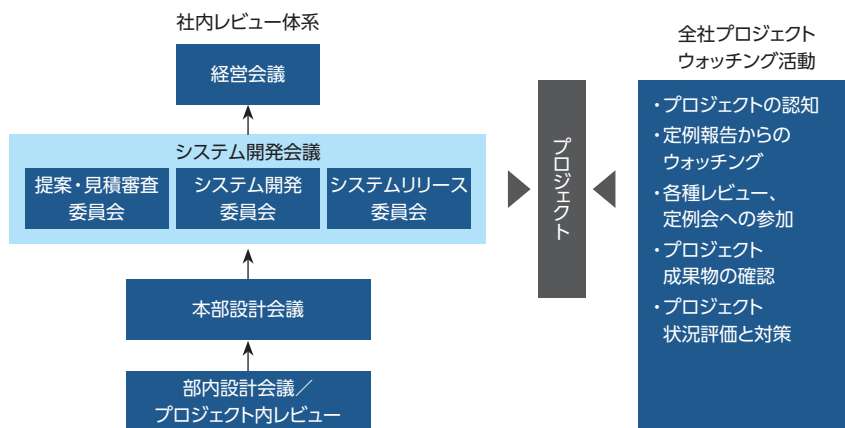 社内レビュー体系
経営会議
システム開発会議
提案・見積審査
委員会
システム開発
委員会
システムリリース
委員会
本部設計会議
部内設計会議／
プロジェクト内レビュー
プロジェクト
全社プロジェクト
ウォッチング活動
・プロジェクトの認知
・定例報告からの
ウォッチング
・各種レビュー、
定例会への参加
・プロジェクト
成果物の確認
・プロジェクト
状況評価と対策